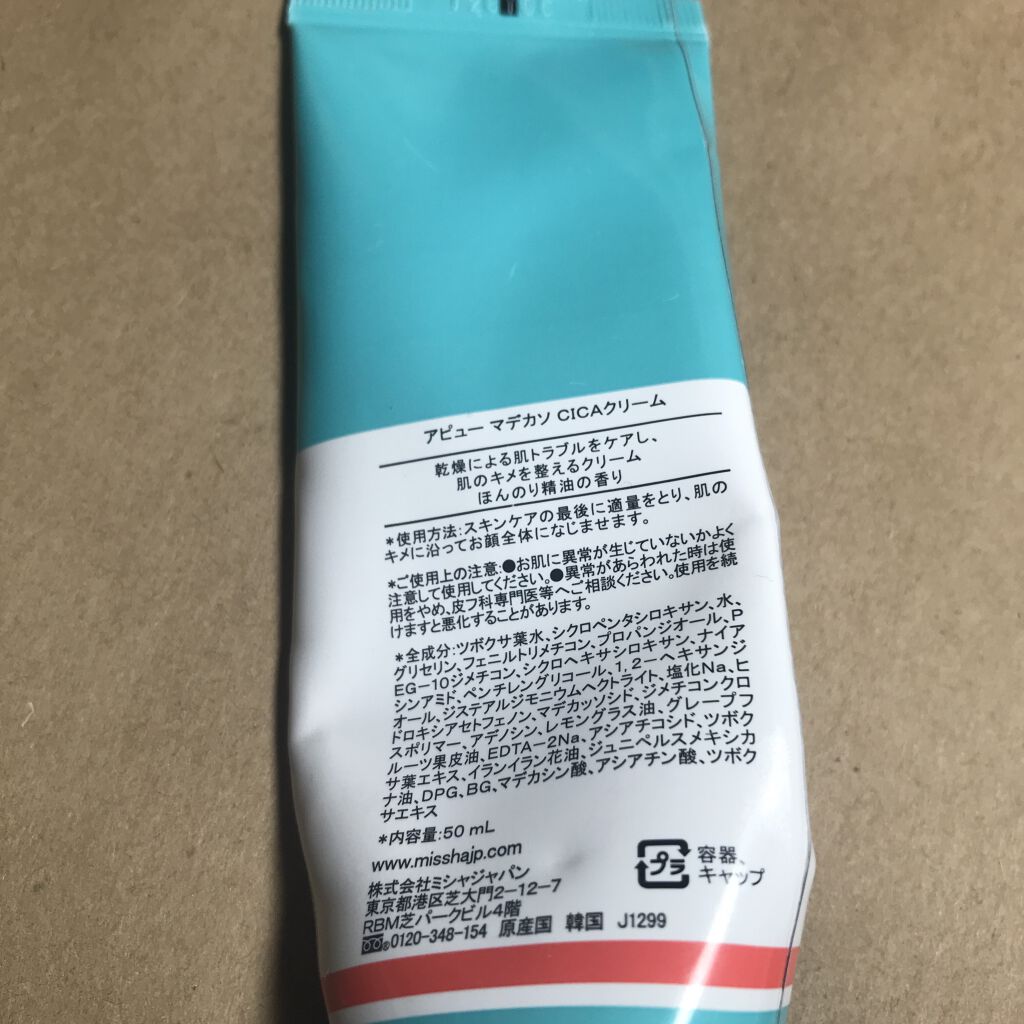 アピュー マデカソ CICAクリーム
乾燥による肌トラブルをケアし、
肌のキメを整えるクリーム
ほんのり精油の香り
*使用方法:スキンケアの最後に適量をとり、肌の
キメに沿ってお顔全体になじませます。
*ご使用上の注意:●お肌に異常が生じていないかよく
注意して使用してください。●異常があらわれた時は使
用をやめ、皮フ科専門医等へご相談ください。使用を続
けますと悪化することがあります。
*全成分:ツボクサ葉水、シクロペンタシロキサン、水、
グリセリン、フェニルトリメチコン、プロパンジオール、P
EG-10ジメチコン、シクロヘキサシロキサン、ナイア
シンアミド、ペンチレングリコール、1,2-ヘキサンジ
オール、ジステアルジモニウムヘクトライト、塩化Na、ヒ
ドロキシアセトフェノン、マデカッソシド、ジメチコンクロ
スポリマー、アデノシン、レモングラス油、グレープフ
ルーツ果皮油、EDTA-2Na、アシアチコシド、ツボク
サ葉エキス、イランイラン花油、ジュニペルスメキシカ
ナ油、DPG、BG、マデカシン酸、アシアチン酸、ツボク
サエキス
*内容量:50 mL
www.misshajp.com
株式会社ミシャジャパン
東京都港区芝大門2-12-7
RBM芝パークビル4階
0120-348-154 原産国 韓国 J1299
プラ
容器、
キャップ